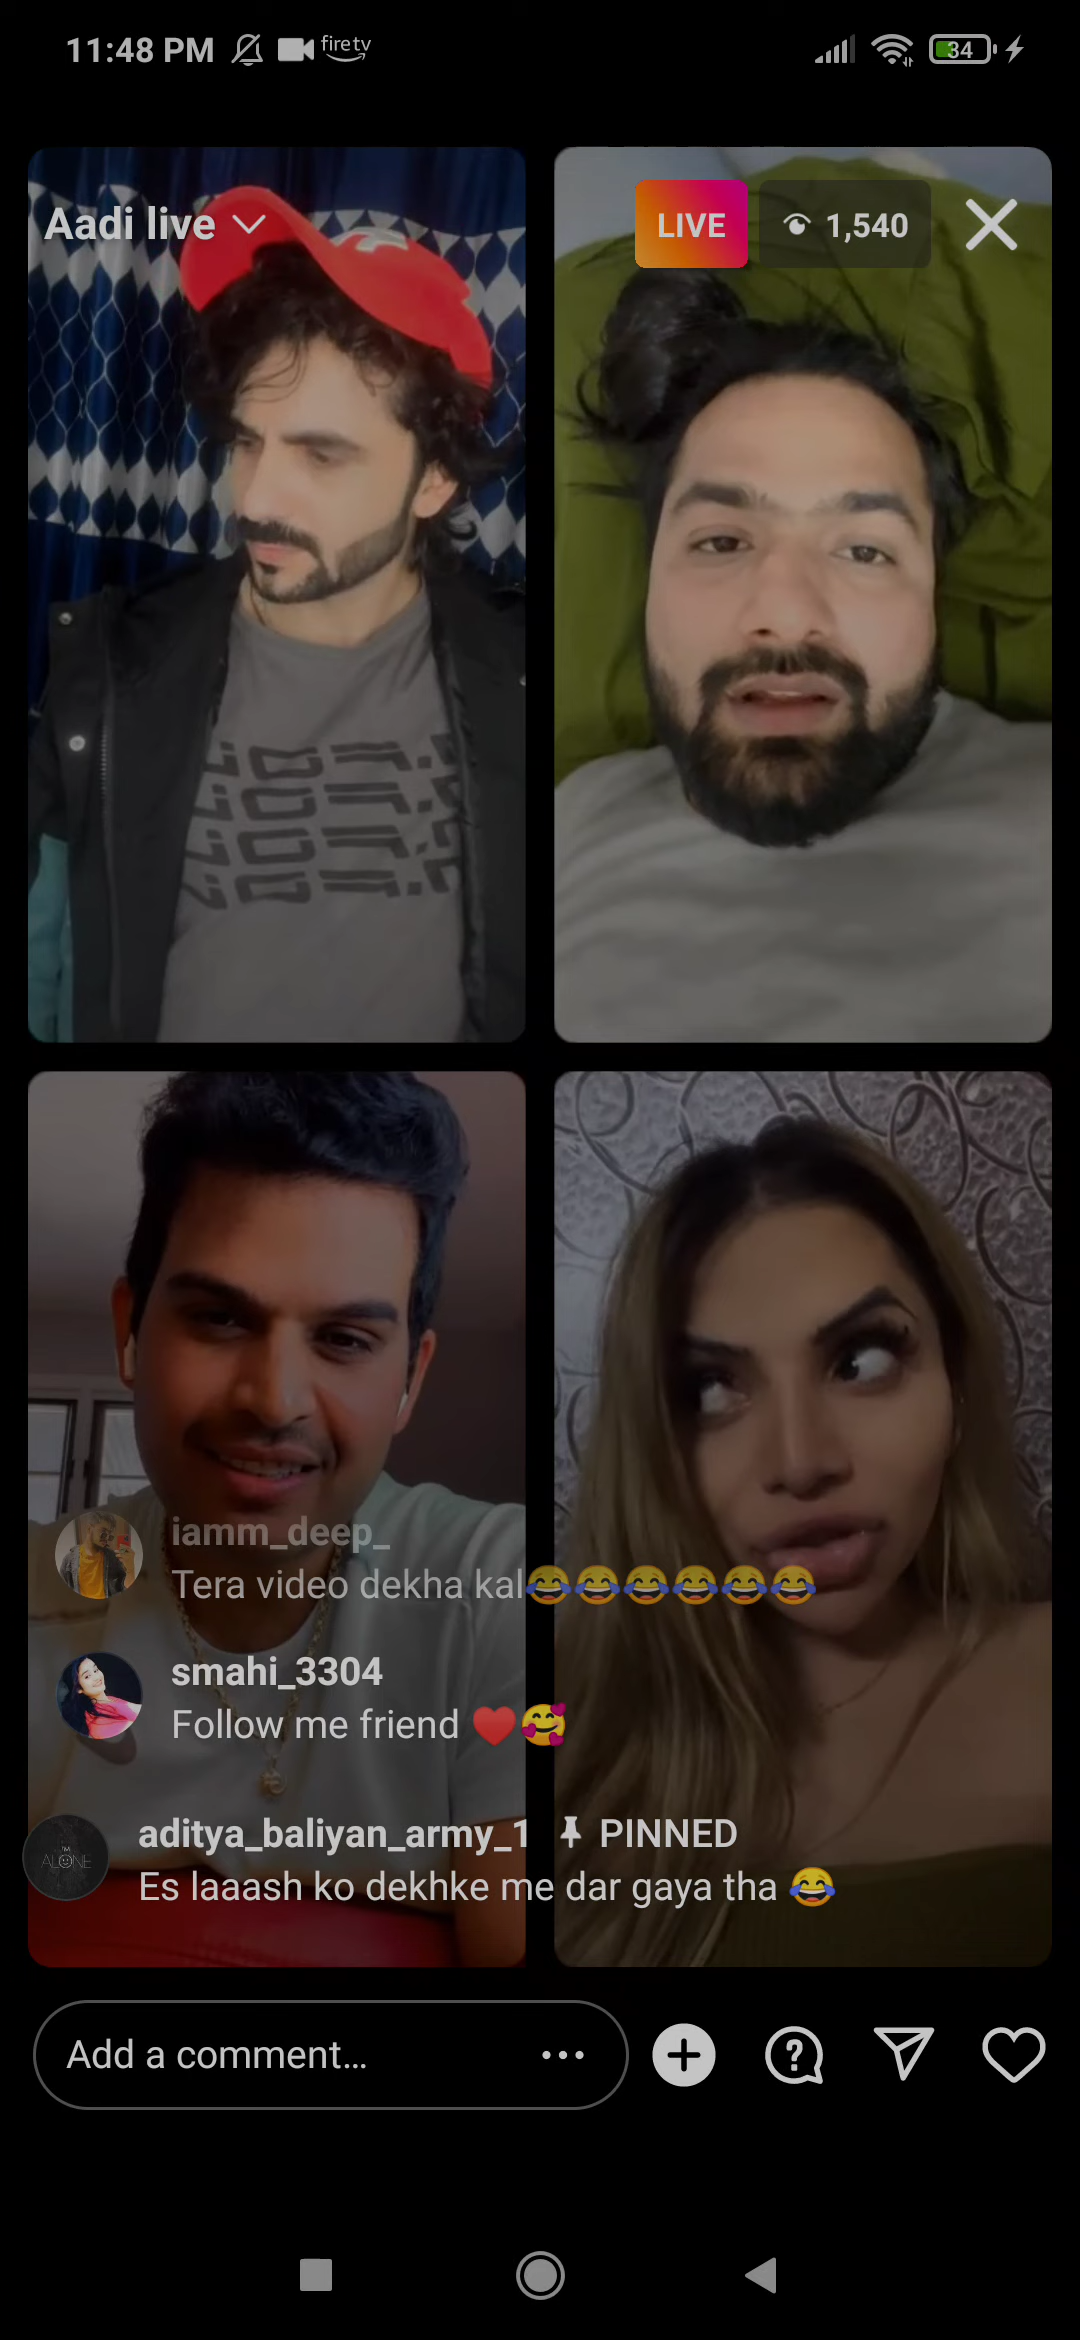 11:48 PM firetv 34
Aadi live
LIVE 1,540
iamm_deep_
Tera video dekha kal😂😂😂😂😂😂
smahi_3304
Follow me friend ❤️🥰
I'M
ALONE
aditya_baliyan_army_1 PINNED
Es laaash ko dekhke me dar gaya tha 😂
Add a comment...